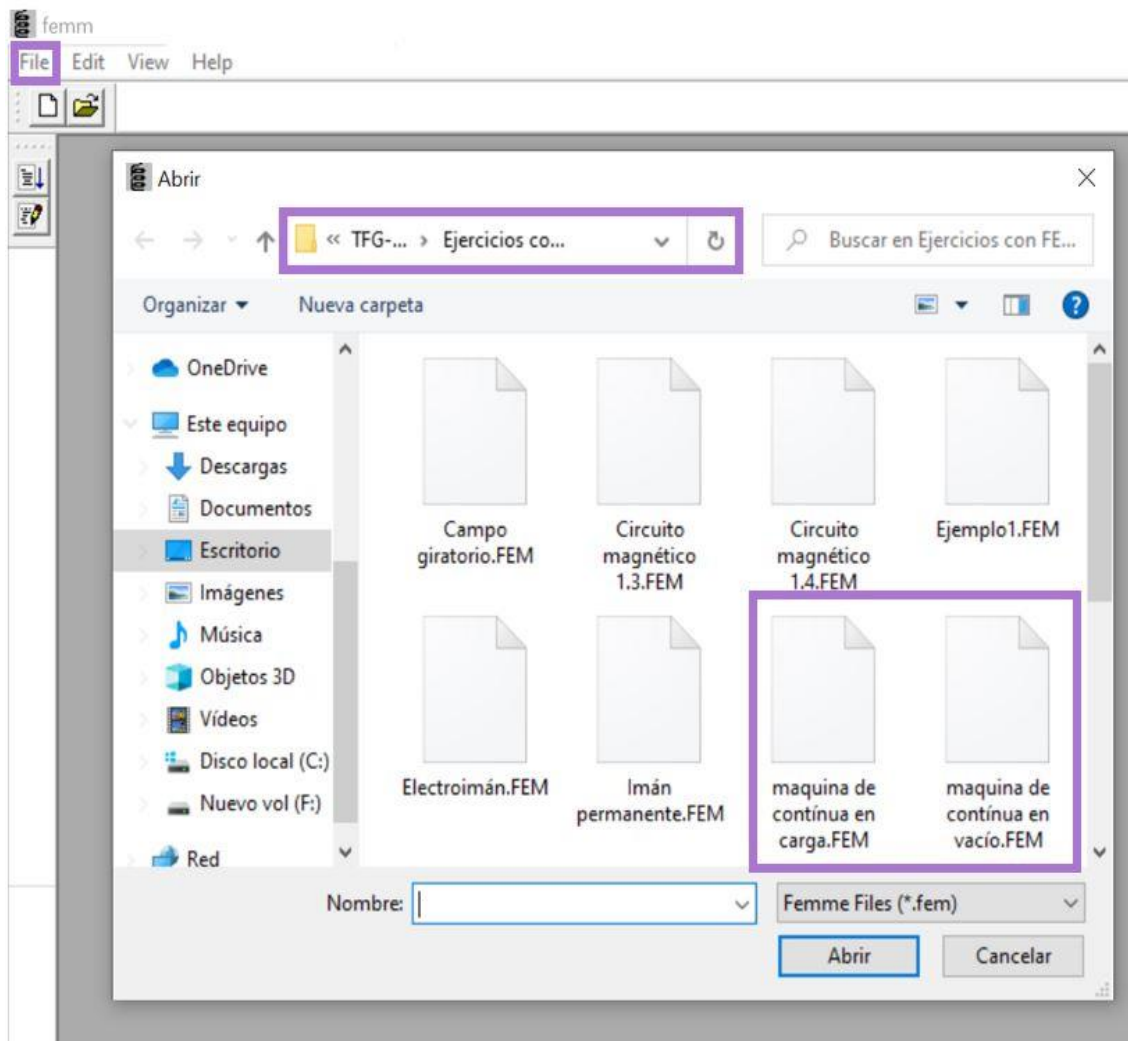 femm
File Edit View Help
Abrir
« TFG-... › Ejercicios co...
Buscar en Ejercicios con FE...
Organizar
Nueva carpeta
OneDrive
Este equipo
Descargas
Documentos
Escritorio
Imágenes
Música
Objetos 3D
Vídeos
Disco local (C:)
Nuevo vol (F:)
Red
Campo
giratorio.FEM
Circuito
magnético
1.3.FEM
Circuito
magnético
1.4.FEM
Ejemplo1.FEM
Electroimán.FEM
Imán
permanente.FEM
maquina de
contínua en
carga.FEM
maquina de
contínua en
vacío.FEM
Nombre:
Femme Files (*.fem)
Abrir
Cancelar